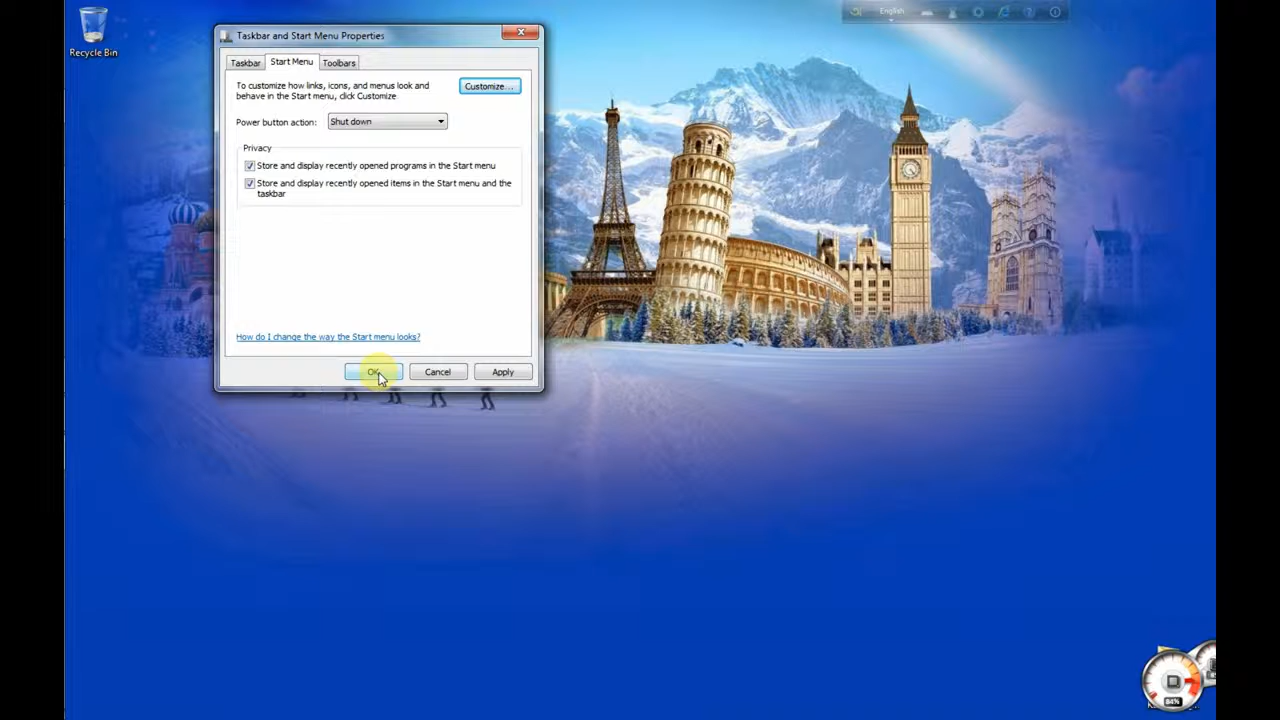 Recycle Bin
Taskbar and Start Menu Properties
English
Taskbar
Start Menu
Toolbars
To customize how links, icons, and menus look and
behave in the Start menu, click Customize.
Customize...
Power button action:
Shut down
Privacy
Store and display recently opened programs in the Start menu
Store and display recently opened items in the Start menu and the
taskbar
How do I change the way the Start menu looks?
OK
Cancel
Apply
84%